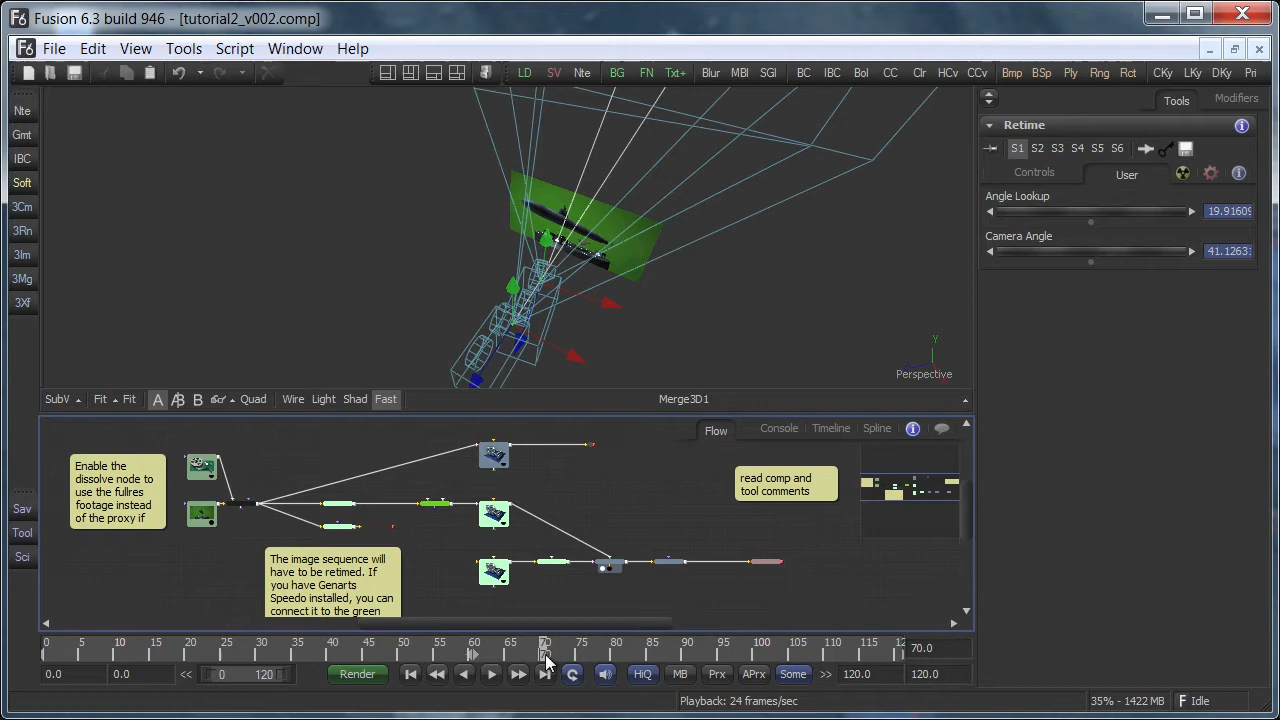 Fusion 6.3 build 946 - [tutorial2_v002.comp]
File Edit View Tools Script Window Help
LD SV Nte BG FN Txt+ Blur MBl SGl BC IBC Bol CC Clr HCv CCv Bmp BSp Ply Rng Rct CKy LKy DKy Pri
Nte
Gmt
IBC
Soft
3Cm
3Rn
3Im
3Mg
3Xf
Sav
Tool
Sci
Tools Modifiers
Retime
S1 S2 S3 S4 S5 S6
Controls User
Angle Lookup
19.91609
Camera Angle
41.12631
Y
Perspective
SubV Fit Fit A A/B B Quad Wire Light Shad Fast Merge3D1
Flow Console Timeline Spline
Enable the
dissolve node to
use the fullres
footage instead
of the proxy if
The image sequence will
have to be retimed. If
you have Genarts
Speedo installed, you can
connect it to the green
read comp and
tool comments
0 5 10 15 20 25 30 35 40 45 50 55 60 65 70 75 80 85 90 95 100 105 110 115 12
70.0
0.0 0.0 << 0 120 Render HiQ MB Prx APrx Some >> 120.0 120.0
Playback: 24 frames/sec
35% - 1422 MB Idle